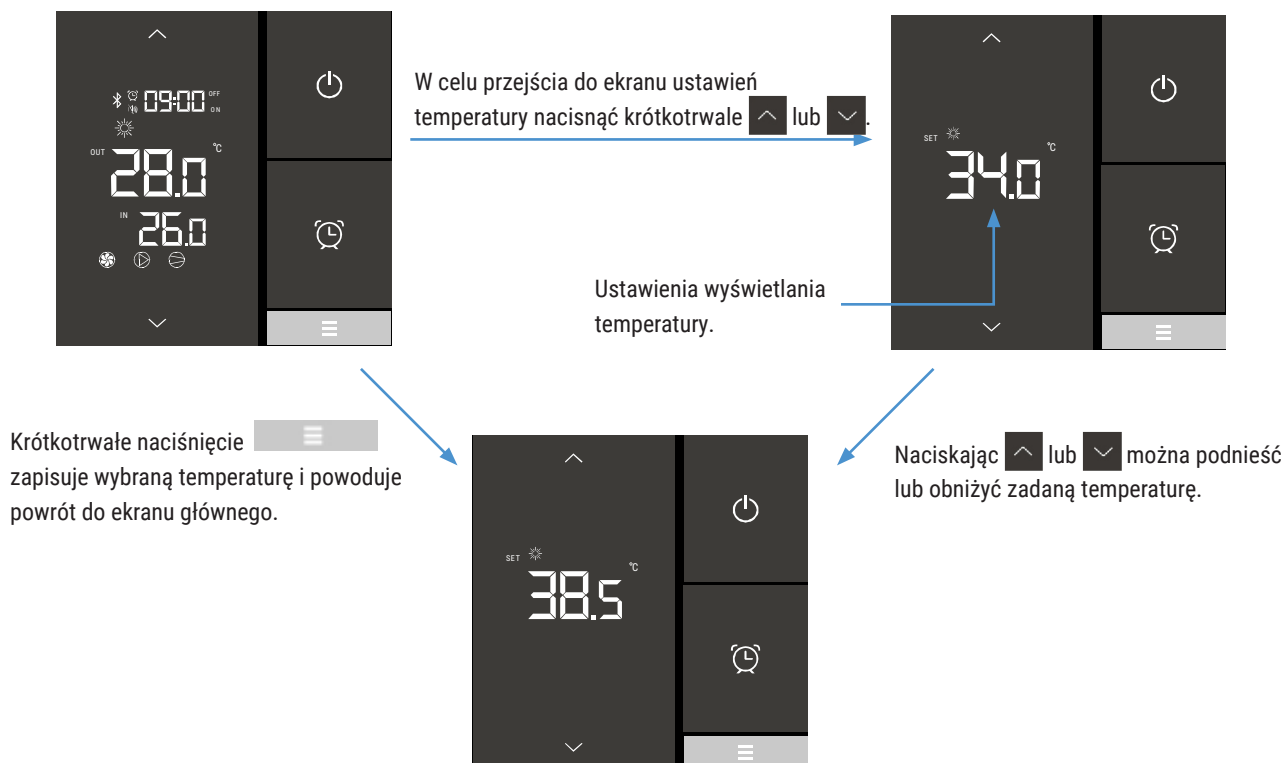 09:00 OFF
ON
OUT 28.0 °C
IN 26.0
W celu przejścia do ekranu ustawień
temperatury nacisnąć krótkotrwale lub .
SET 34.0 °C
Ustawienia wyświetlania
temperatury.
Krótkotrwałe naciśnięcie
zapisuje wybraną temperaturę i powoduje
powrót do ekranu głównego.
SET 38.5 °C
Naciskając lub można podnieść
lub obniżyć zadaną temperaturę.